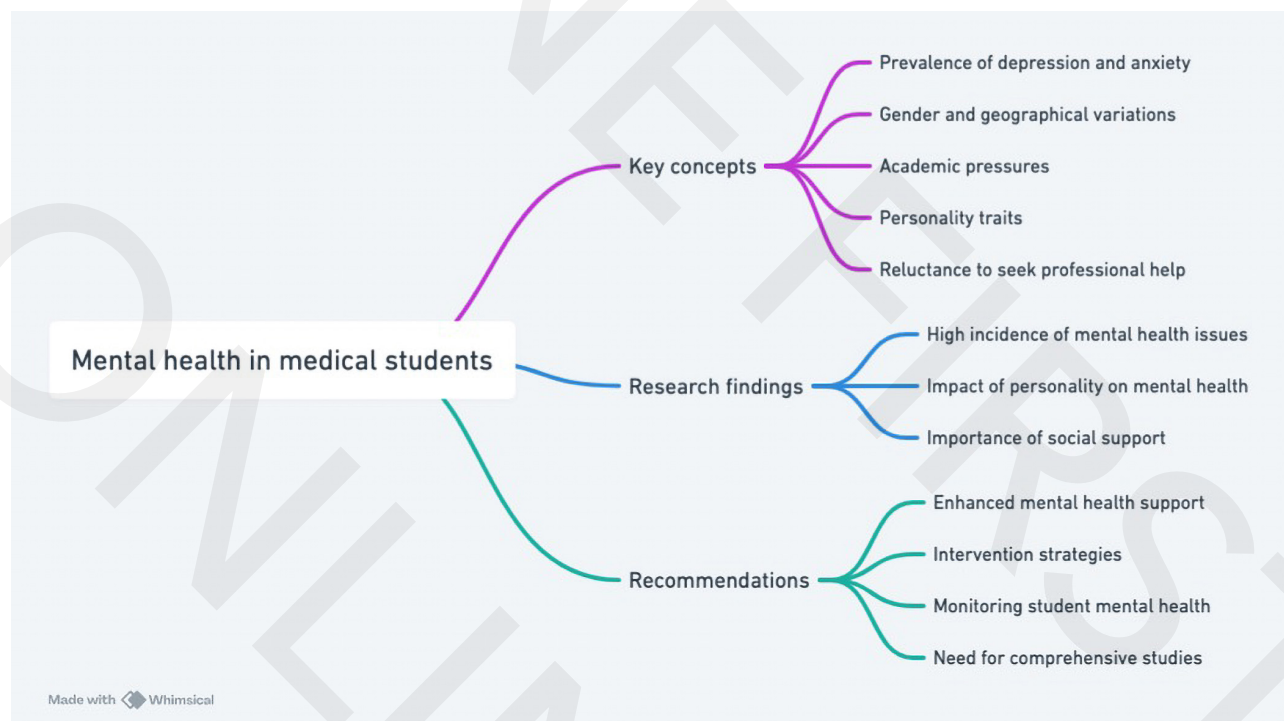 Mental health in medical students
Key concepts
Prevalence of depression and anxiety
Gender and geographical variations
Academic pressures
Personality traits
Reluctance to seek professional help
Research findings
High incidence of mental health issues
Impact of personality on mental health
Importance of social support
Recommendations
Enhanced mental health support
Intervention strategies
Monitoring student mental health
Need for comprehensive studies
Made with Whimsical
ONLINE FIRST